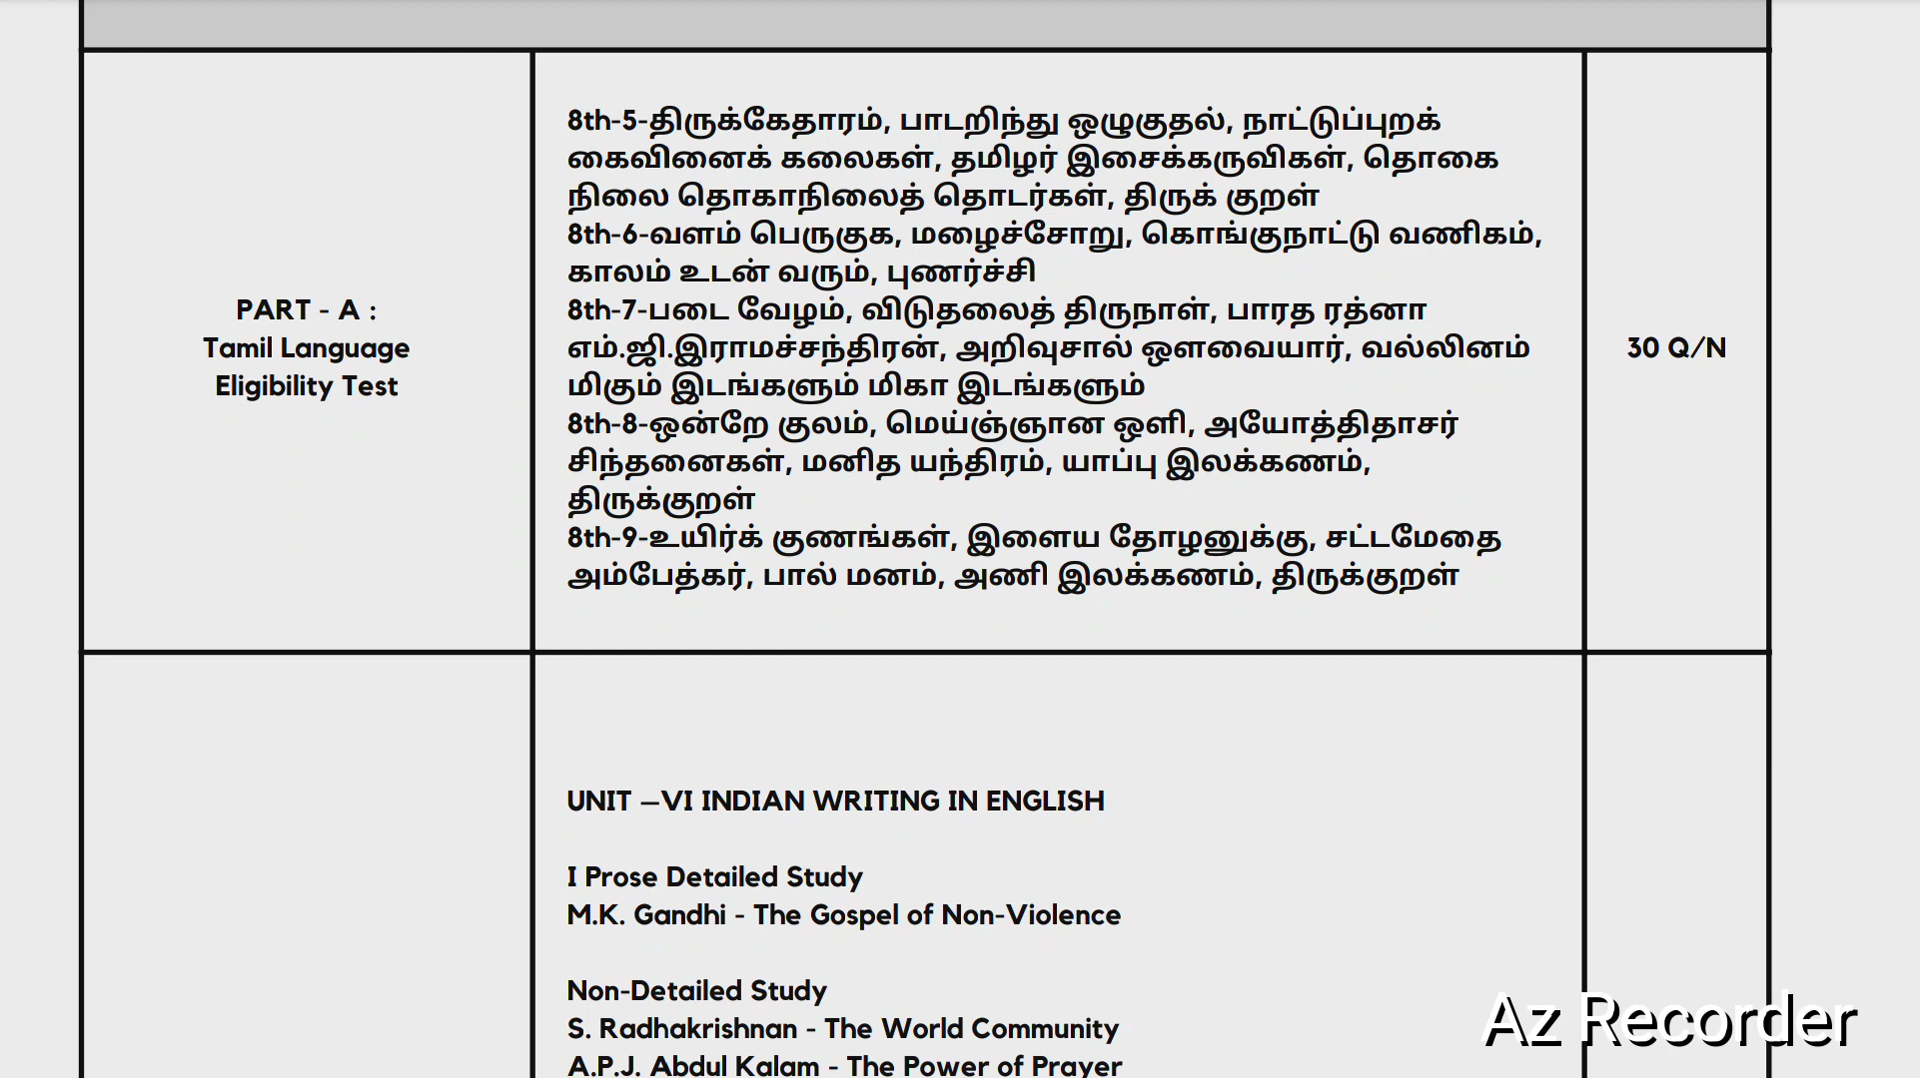 PART - A :
Tamil Language
Eligibility Test
8th-5-திருக்கேதாரம், பாடறிந்து ஒழுகுதல், நாட்டுப்புறக்
கைவினைக் கலைகள், தமிழர் இசைக்கருவிகள், தொகை
நிலை தொகாநிலைத் தொடர்கள், திருக் குறள்
8th-6-வளம் பெருகுக, மழைச்சோறு, கொங்குநாட்டு வணிகம்,
காலம் உடன் வரும், புணர்ச்சி
8th-7-படை வேழம், விடுதலைத் திருநாள், பாரத ரத்னா
எம்.ஜி.இராமச்சந்திரன், அறிவுசால் ஔவையார், வல்லினம்
மிகும் இடங்களும் மிகா இடங்களும்
8th-8-ஒன்றே குலம், மெய்ஞ்ஞான ஒளி, அயோத்திதாசர்
சிந்தனைகள், மனித யந்திரம், யாப்பு இலக்கணம்,
திருக்குறள்
8th-9-உயிர்க் குணங்கள், இளைய தோழனுக்கு, சட்டமேதை
அம்பேத்கர், பால் மனம், அணி இலக்கணம், திருக்குறள்
30 Q/N
UNIT –VI INDIAN WRITING IN ENGLISH
I Prose Detailed Study
M.K. Gandhi - The Gospel of Non-Violence
Non-Detailed Study
S. Radhakrishnan - The World Community
A.P.J. Abdul Kalam - The Power of Prayer
Az Recorder